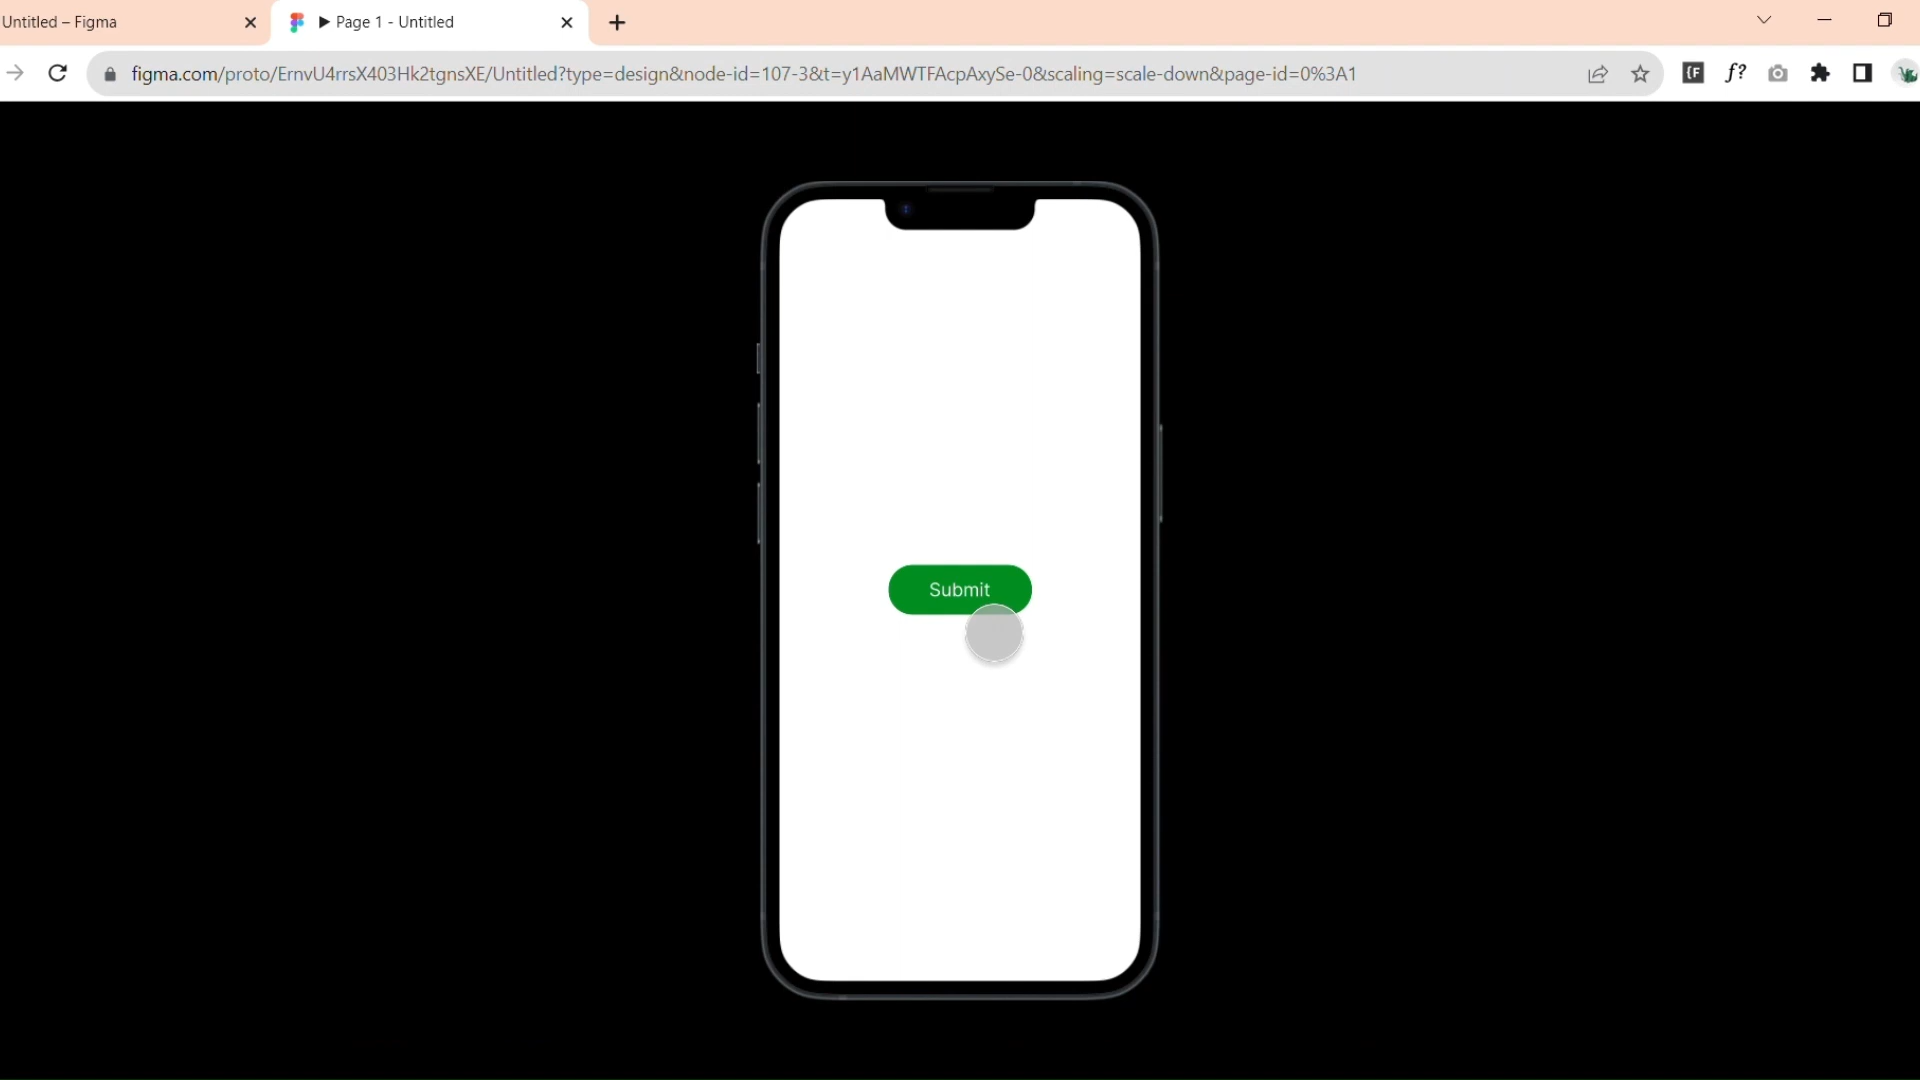 Untitled – Figma
Page 1 - Untitled
figma.com/proto/ErnvU4rrsX403Hk2tgnsXE/Untitled?type=design&node-id=107-3&t=y1AaMWTFAcpAxySe-0&scaling=scale-down&page-id=0%3A1
f?
Submit